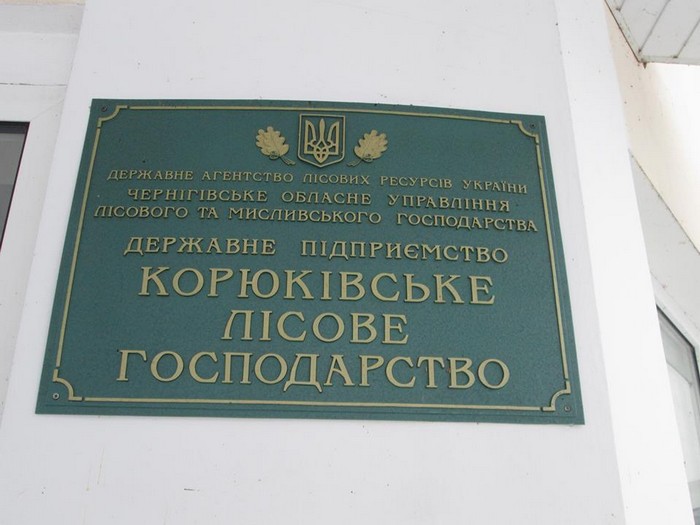 ДЕРЖАВНЕ АГЕНТСТВО ЛІСОВИХ РЕСУРСІВ УКРАЇНИ
ЧЕРНІГІВСЬКЕ ОБЛАСНЕ УПРАВЛІННЯ
ЛІСОВОГО ТА МИСЛИВСЬКОГО ГОСПОДАРСТВА
ДЕРЖАВНЕ ПІДПРИЄМСТВО
КОРЮКІВСЬКЕ
ЛІСОВЕ
ГОСПОДАРСТВО